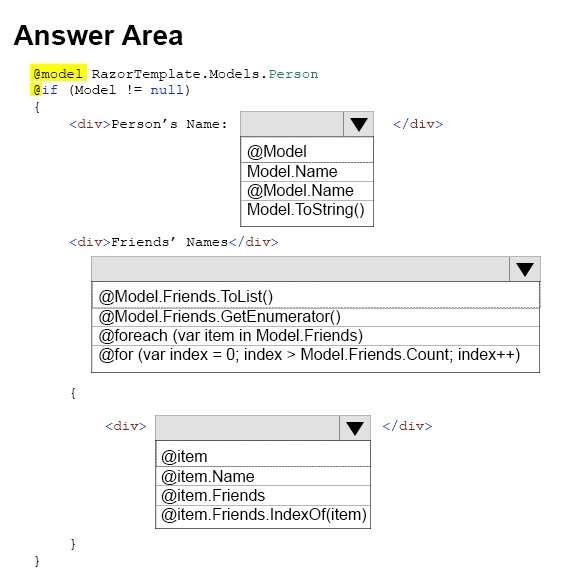 Answer Area
@model RazorTemplate.Models.Person
@if (Model != null)
{
<div>Person’s Name: </div>
@Model
Model.Name
@Model.Name
Model.ToString()
<div>Friends’ Names</div>
@Model.Friends.ToList()
@Model.Friends.GetEnumerator()
@foreach (var item in Model.Friends)
@for (var index = 0; index > Model.Friends.Count; index++)
{
<div> </div>
@item
@item.Name
@item.Friends
@item.Friends.IndexOf(item)
}
}